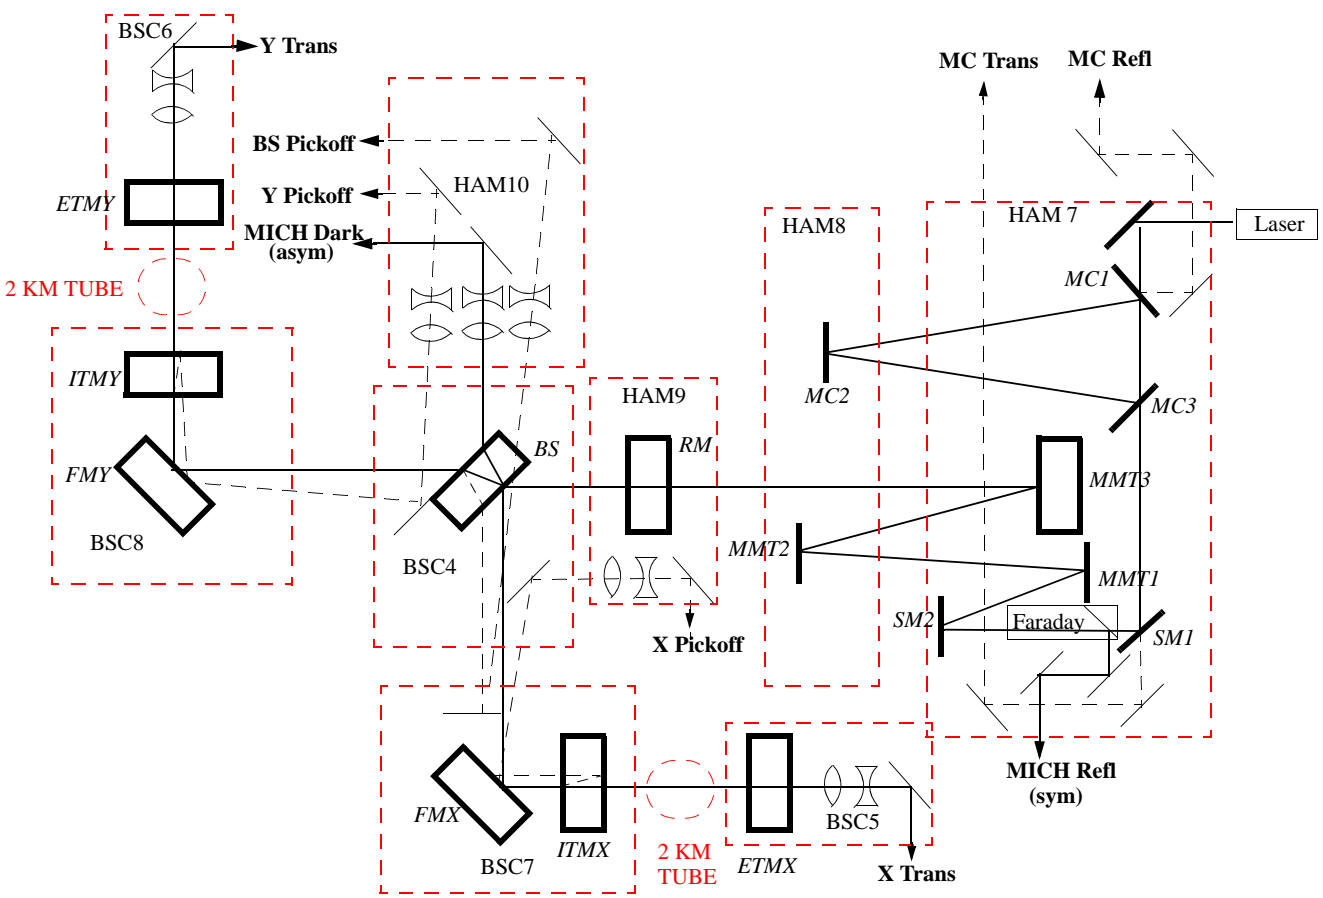 BSC6
Y Trans
MC Trans
MC Refl
BS Pickoff
HAM10
Y Pickoff
ETMY
HAM 7
HAM8
Laser
MICH Dark
(asym)
MC1
2 KM TUBE
ITMY
HAM9
MC2
MC3
BS
RM
FMY
MMT3
BSC8
BSC4
MMT2
MMT1
SM2
Faraday
SM1
X Pickoff
MICH Refl
(sym)
FMX
BSC5
ITMX
2 KM
TUBE
BSC7
ETMX
X Trans